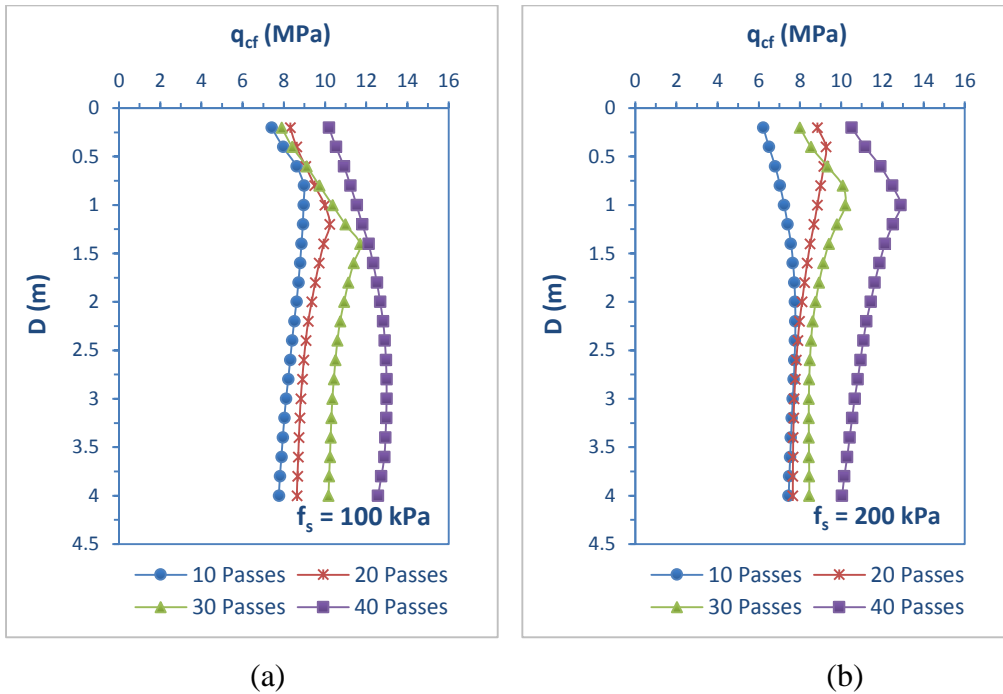 q_cf (MPa)
0 2 4 6 8 10 12 14 16
0
0.5
1
1.5
2
2.5
3
3.5
4
4.5
D (m)
f_s = 100 kPa
10 Passes 20 Passes
30 Passes 40 Passes
(a)
q_cf (MPa)
0 2 4 6 8 10 12 14 16
0
0.5
1
1.5
2
2.5
3
3.5
4
4.5
D (m)
f_s = 200 kPa
10 Passes 20 Passes
30 Passes 40 Passes
(b)